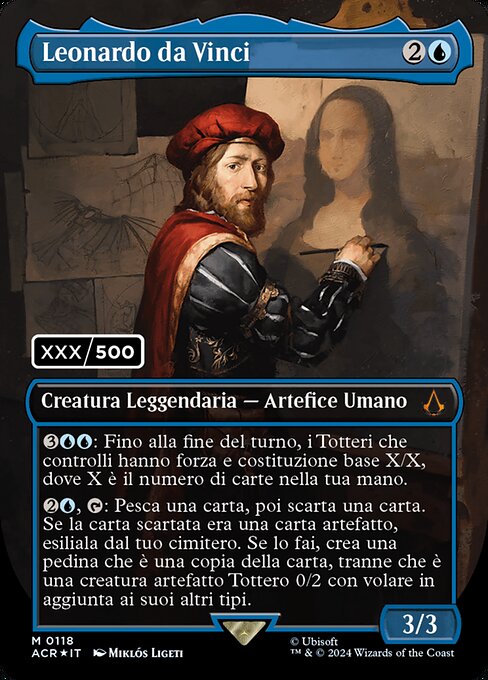 Leonardo da Vinci 2
XXX/500
Creatura Leggendaria — Artefice Umano
3: Fino alla fine del turno, i Totteri che
controlli hanno forza e costituzione base X/X,
dove X è il numero di carte nella tua mano.
2, : Pesca una carta, poi scarta una carta.
Se la carta scartata era una carta artefatto,
esiliala dal tuo cimitero. Se lo fai, crea una
pedina che è una copia della carta, tranne che è
una creatura artefatto Tottero 0/2 con volare in
aggiunta ai suoi altri tipi.
3/3
M 0118
ACR★IT Miklós Ligeti
© Ubisoft
™ & © 2024 Wizards of the Coast